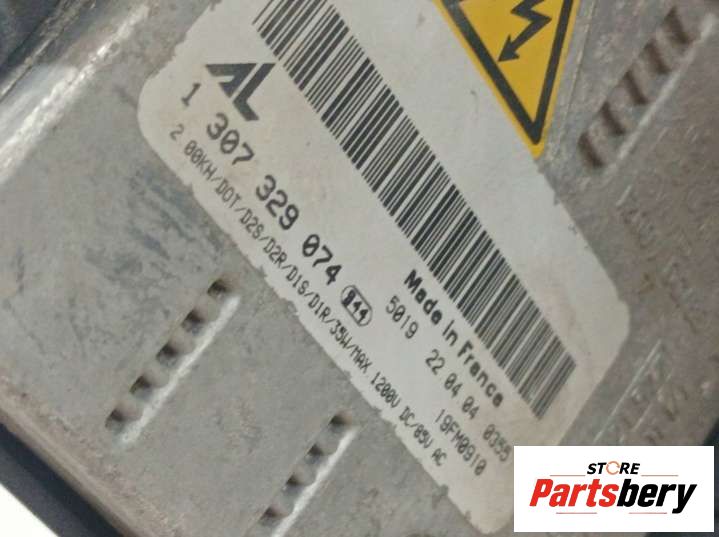 AL
1 307 329 074 144
2.00KH/DOT/D2S/D2R/D1S/D1R/35W/MAX.1200V DC/85V AC
Made in France
5019 22 04 04 0355
19FM0910
STORE
Partsbery